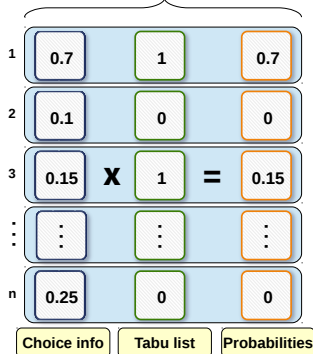 1 0.7 1 0.7
2 0.1 0 0
3 0.15 x 1 = 0.15
⋮ ⋮ ⋮ ⋮
n 0.25 0 0
Choice info Tabu list Probabilities